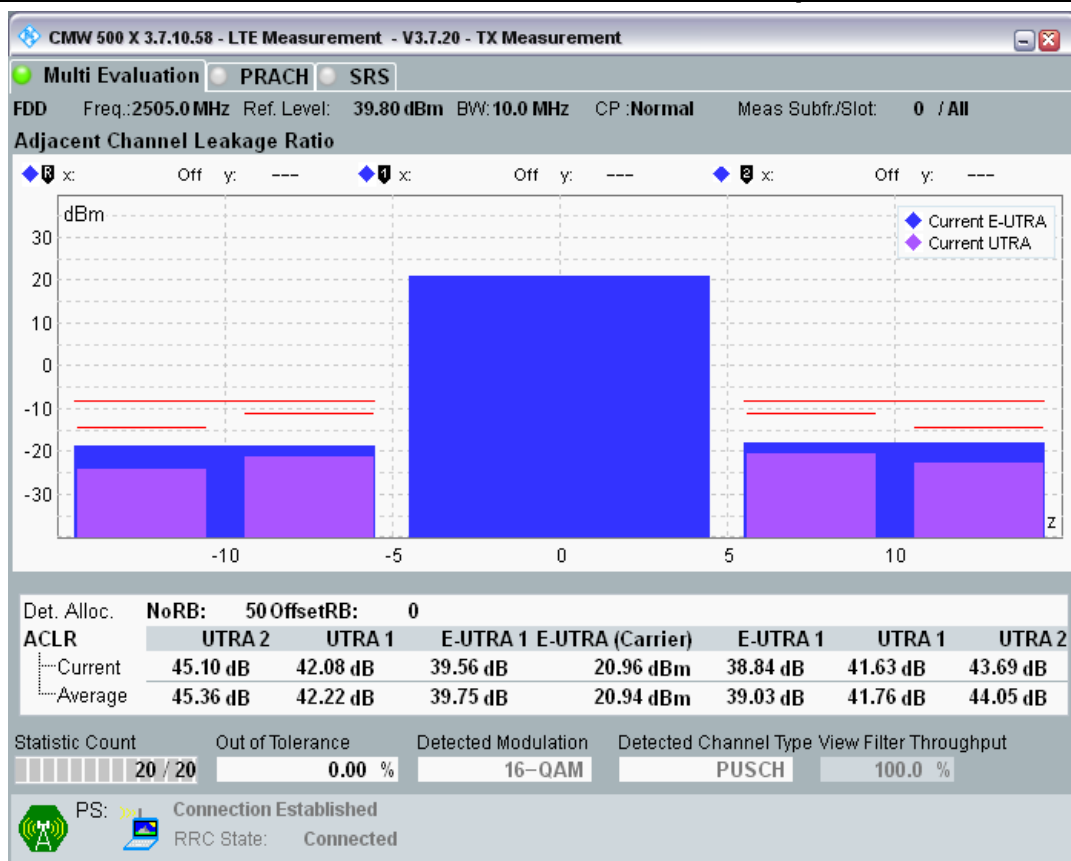 CMW 500 X 3.7.10.58 - LTE Measurement - V3.7.20 - TX Measurement
Multi Evaluation PRACH SRS
FDD Freq.:2505.0 MHz Ref. Level: 39.80 dBm BW:10.0 MHz CP :Normal Meas Subfr./Slot: 0 / All
Adjacent Channel Leakage Ratio
R x: Off y: --- 1 x: Off y: --- 2 x: Off y: ---
dBm
Current E-UTRA
Current UTRA
30
20
10
0
-10
-20
-30
z
-10 -5 0 5 10
Det. Alloc. NoRB: 50 OffsetRB: 0
ACLR UTRA 2 UTRA 1 E-UTRA 1 E-UTRA (Carrier) E-UTRA 1 UTRA 1 UTRA 2
Current 45.10 dB 42.08 dB 39.56 dB 20.96 dBm 38.84 dB 41.63 dB 43.69 dB
Average 45.36 dB 42.22 dB 39.75 dB 20.94 dBm 39.03 dB 41.76 dB 44.05 dB
Statistic Count Out of Tolerance Detected Modulation Detected Channel Type View Filter Throughput
20 / 20 0.00 % 16-QAM PUSCH 100.0 %
PS: Connection Established
RRC State: Connected